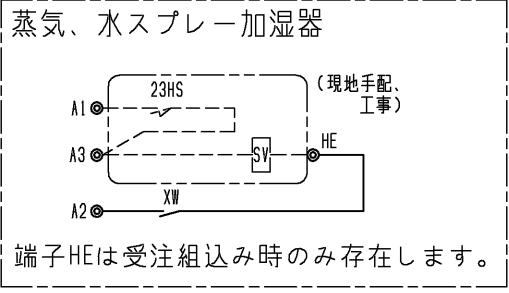 蒸気、水スプレー加湿器
23HS
(現地手配、
工事)
A1
HE
A3
SV
XW
A2
端子HEは受注組込み時のみ存在します。